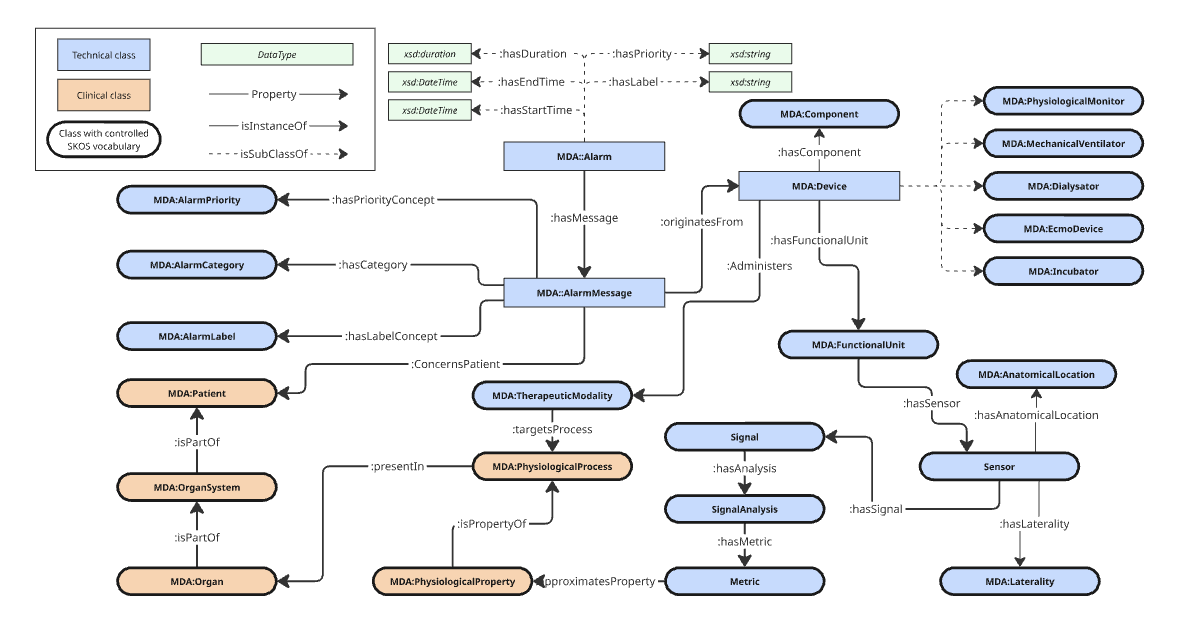 Technical class
DataType
Clinical class
Property
Class with controlled
SKOS vocabulary
isInstanceOf
isSubClassOf
xsd:duration
:hasDuration
:hasPriority
xsd:string
xsd:DateTime
:hasEndTime
:hasLabel
xsd:string
xsd:DateTime
:hasStartTime
MDA:Component
MDA:PhysiologicalMonitor
MDA:MechanicalVentilator
MDA::Alarm
:hasComponent
MDA:Device
MDA:Dialysator
MDA:AlarmPriority
:hasPriorityConcept
:hasMessage
:originatesFrom
MDA:EcmoDevice
:hasFunctionalUnit
MDA:AlarmCategory
:hasCategory
:Administers
MDA:Incubator
MDA::AlarmMessage
MDA:AlarmLabel
:hasLabelConcept
MDA:FunctionalUnit
:ConcernsPatient
MDA:AnatomicalLocation
MDA:Patient
MDA:TherapeuticModality
:hasSensor
:hasAnatomicalLocation
:targetsProcess
:isPartOf
Signal
:presentIn
MDA:PhysiologicalProcess
:hasAnalysis
Sensor
MDA:OrganSystem
SignalAnalysis
:hasSignal
:isPropertyOf
:hasLaterality
:isPartOf
:hasMetric
MDA:Organ
MDA:PhysiologicalProperty
pproximatesProperty
Metric
MDA:Laterality